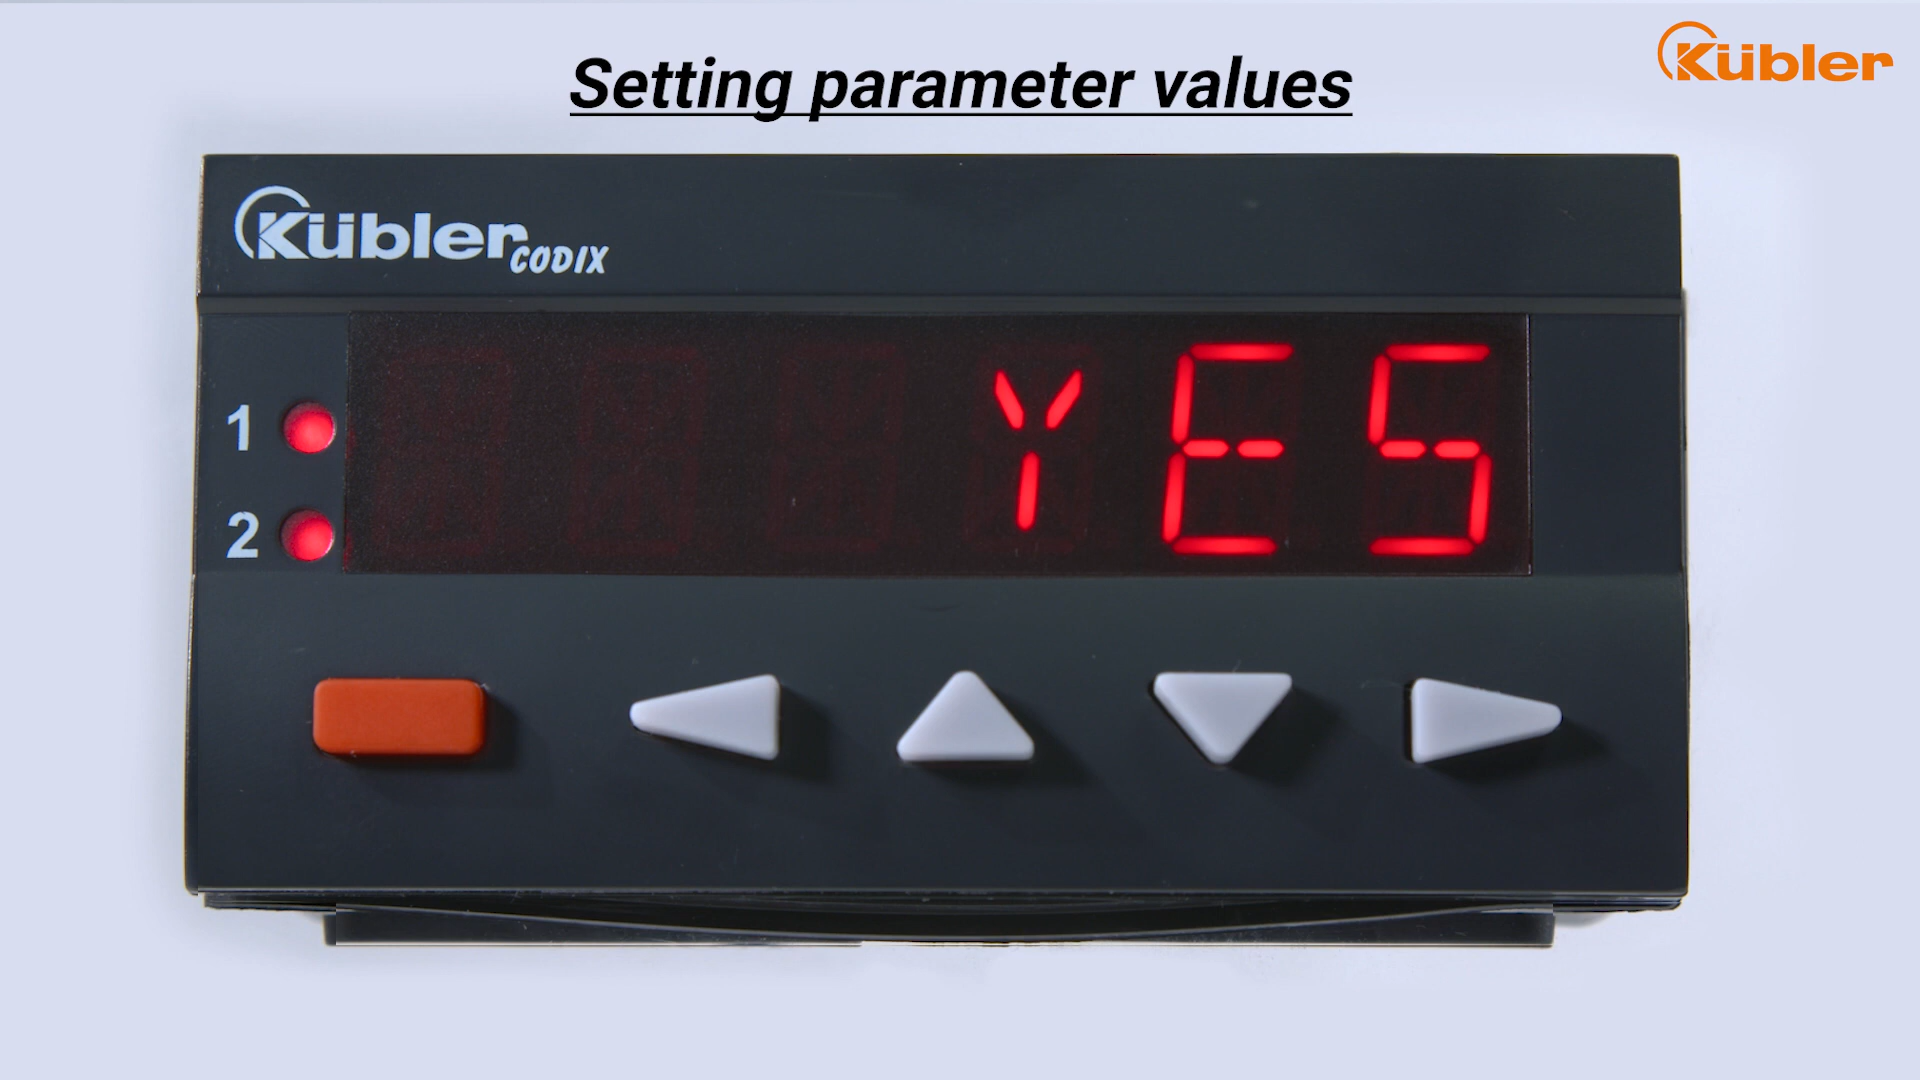 Kübler
Setting parameter values
Kübler CODIX
1
YES
2